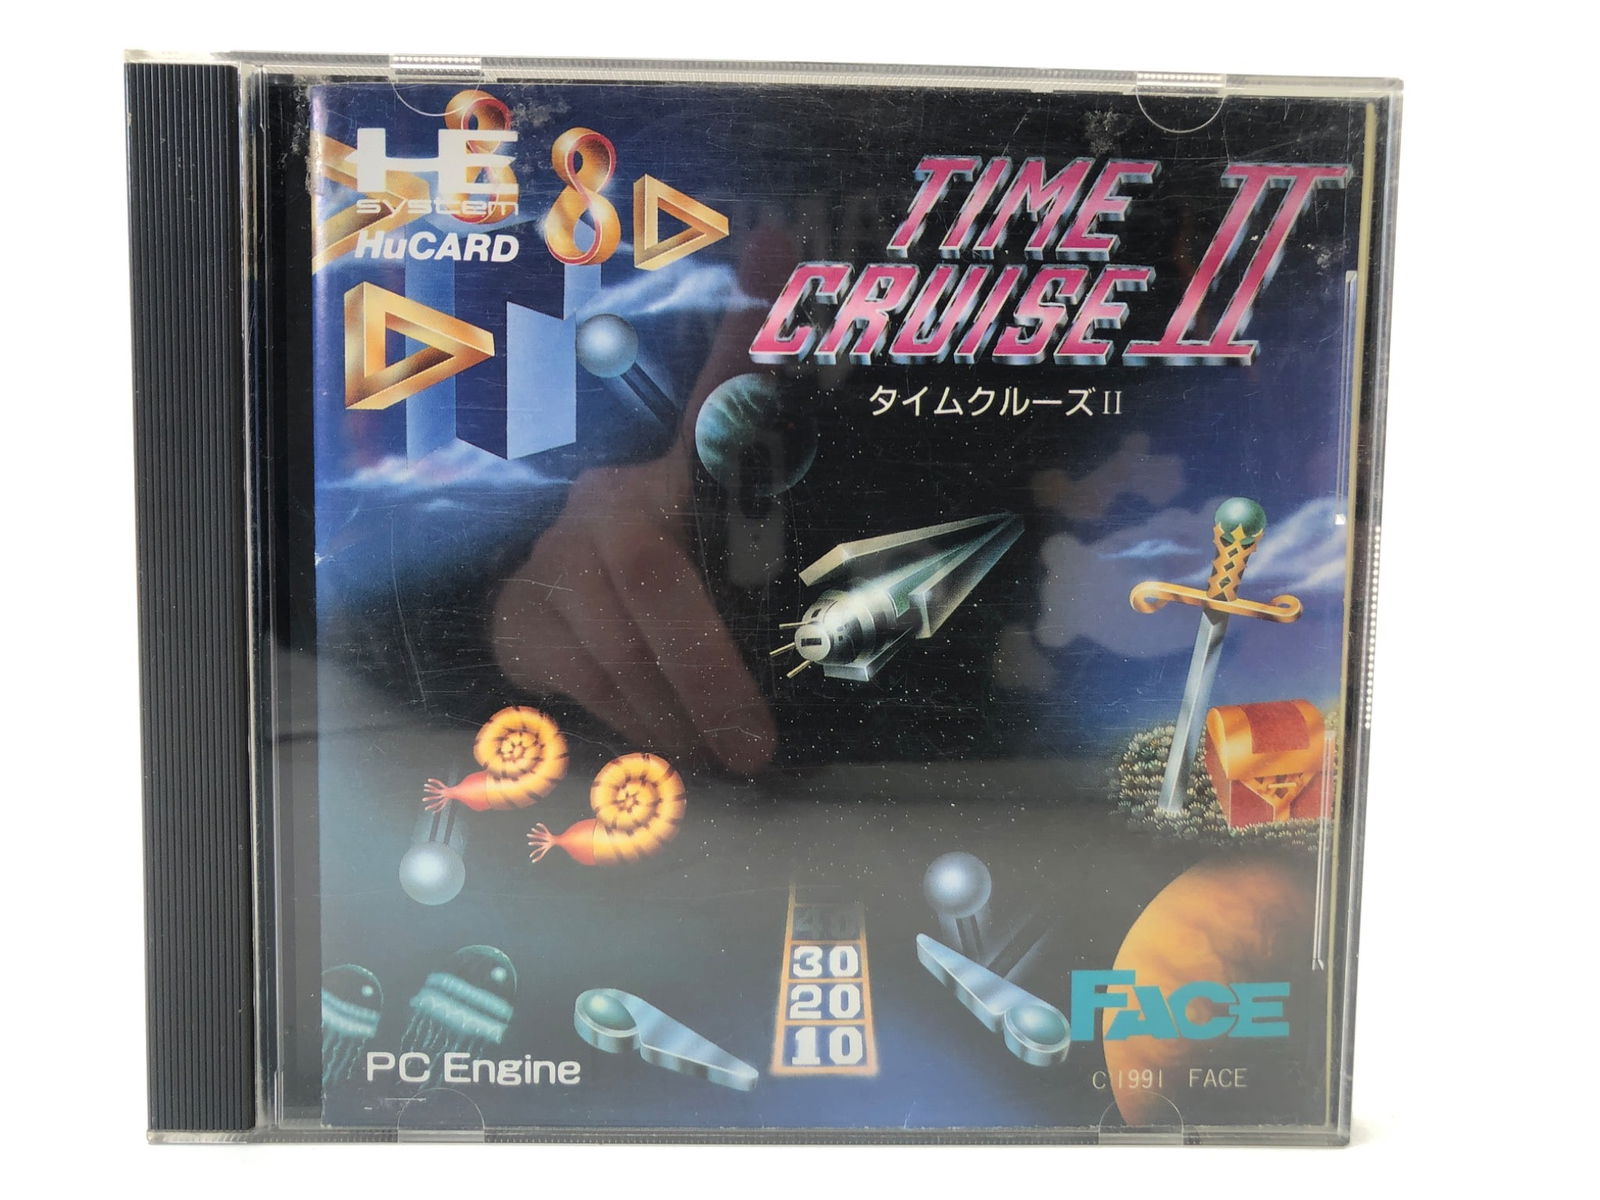 HE
system
HuCARD
TIME
CRUISE II
タイムクルーズII
40
30
20
10
FACE
PC Engine
C 1991 FACE